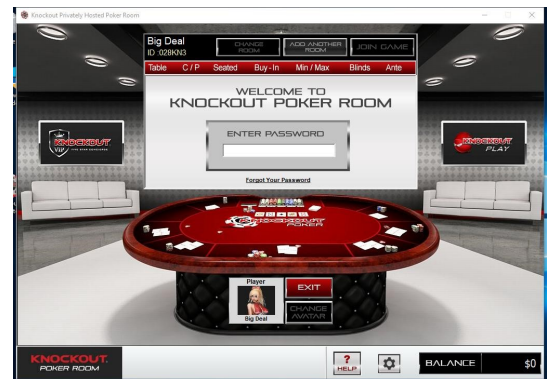 Knockout Privately Hosted Poker Room
Big Deal
ID :028KN3
CHANGE
ROOM
ADD ANOTHER
ROOM
JOIN GAME
Table C / P Seated Buy-In Min / Max Blinds Ante
WELCOME TO
KNOCKOUT POKER ROOM
ENTER PASSWORD
Forgot Your Password
KNOCKOUT
VIP
KNOCKOUT
PLAY
KNOCKOUT
POKER
Player
Big Deal
EXIT
CHANGE
AVATAR
KNOCKOUT
POKER ROOM
?
HELP
BALANCE $0